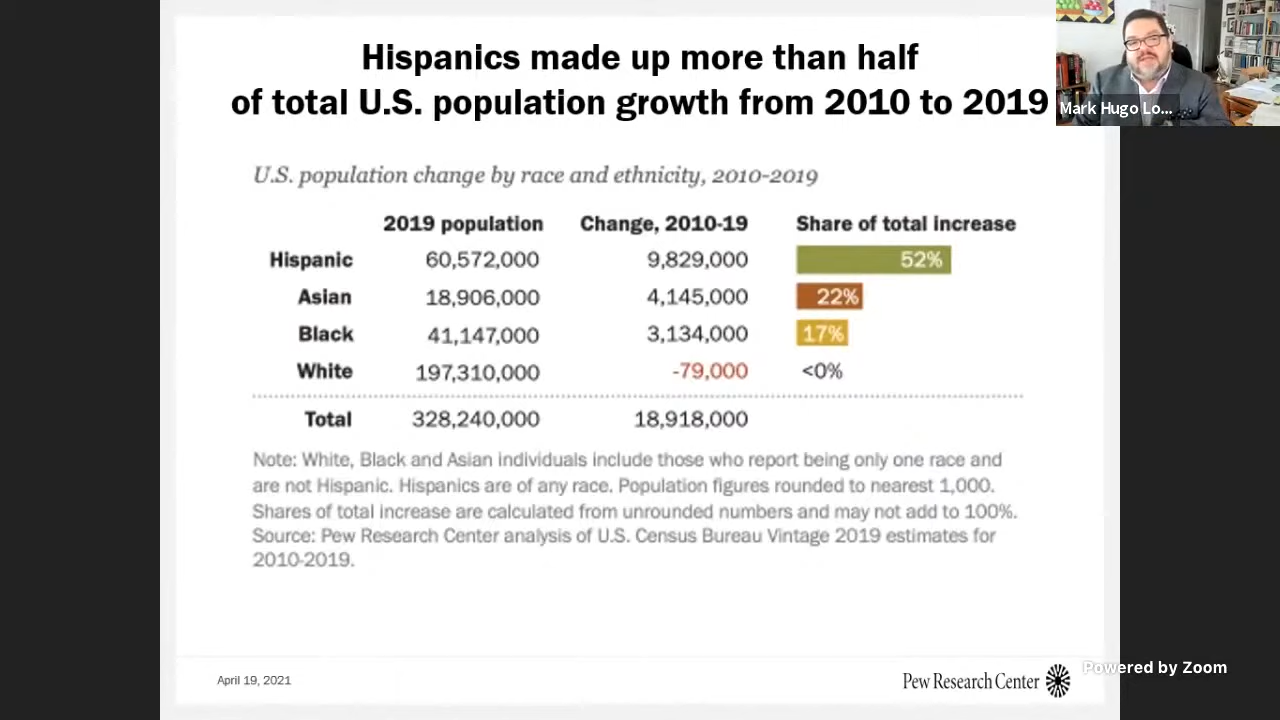 Hispanics made up more than half
of total U.S. population growth from 2010 to 2019
Mark Hugo Lo...
U.S. population change by race and ethnicity, 2010-2019
2019 population Change, 2010-19 Share of total increase
Hispanic 60,572,000 9,829,000 52%
Asian 18,906,000 4,145,000 22%
Black 41,147,000 3,134,000 17%
White 197,310,000 -79,000 <0%
Total 328,240,000 18,918,000
Note: White, Black and Asian individuals include those who report being only one race and
are not Hispanic. Hispanics are of any race. Population figures rounded to nearest 1,000.
Shares of total increase are calculated from unrounded numbers and may not add to 100%.
Source: Pew Research Center analysis of U.S. Census Bureau Vintage 2019 estimates for
2010-2019.
April 19, 2021
Pew Research Center
Powered by Zoom